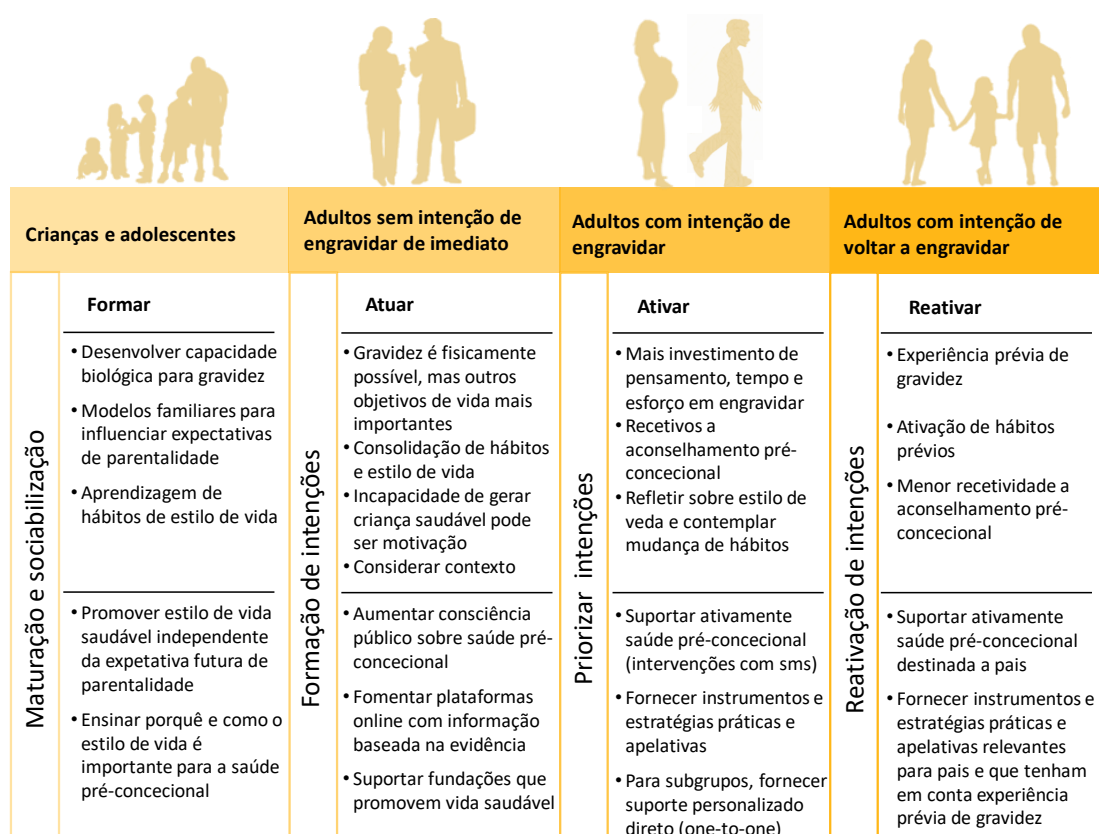 Crianças e adolescentes
Adultos sem intenção de
engravidar de imediato
Adultos com intenção de
engravidar
Adultos com intenção de
voltar a engravidar
Maturação e sociabilização
Formar
• Desenvolver capacidade
biológica para gravidez
• Modelos familiares para
influenciar expectativas
de parentalidade
• Aprendizagem de
hábitos de estilo de vida
• Promover estilo de vida
saudável independente
da expetativa futura de
parentalidade
• Ensinar porquê e como o
estilo de vida é
importante para a saúde
pré-concecional
Formação de intenções
Atuar
• Gravidez é fisicamente
possível, mas outros
objetivos de vida mais
importantes
• Consolidação de hábitos
e estilo de vida
• Incapacidade de gerar
criança saudável pode
ser motivação
• Considerar contexto
• Aumentar consciência
público sobre saúde pré-
concecional
• Fomentar plataformas
online com informação
baseada na evidência
• Suportar fundações que
promovem vida saudável
Priorizar intenções
Ativar
• Mais investimento de
pensamento, tempo e
esforço em engravidar
• Recetivos a
aconselhamento pré-
concecional
• Refletir sobre estilo de
veda e contemplar
mudança de hábitos
• Suportar ativamente
saúde pré-concecional
(intervenções com sms)
• Fornecer instrumentos e
estratégias práticas e
apelativas
• Para subgrupos, fornecer
suporte personalizado
direto (one-to-one)
Reativação de intenções
Reativar
• Experiência prévia de
gravidez
• Ativação de hábitos
prévios
• Menor recetividade a
aconselhamento pré-
concecional
• Suportar ativamente
saúde pré-concecional
destinada a pais
• Fornecer instrumentos e
estratégias práticas e
apelativas relevantes
para pais e que tenham
em conta experiência
prévia de gravidez